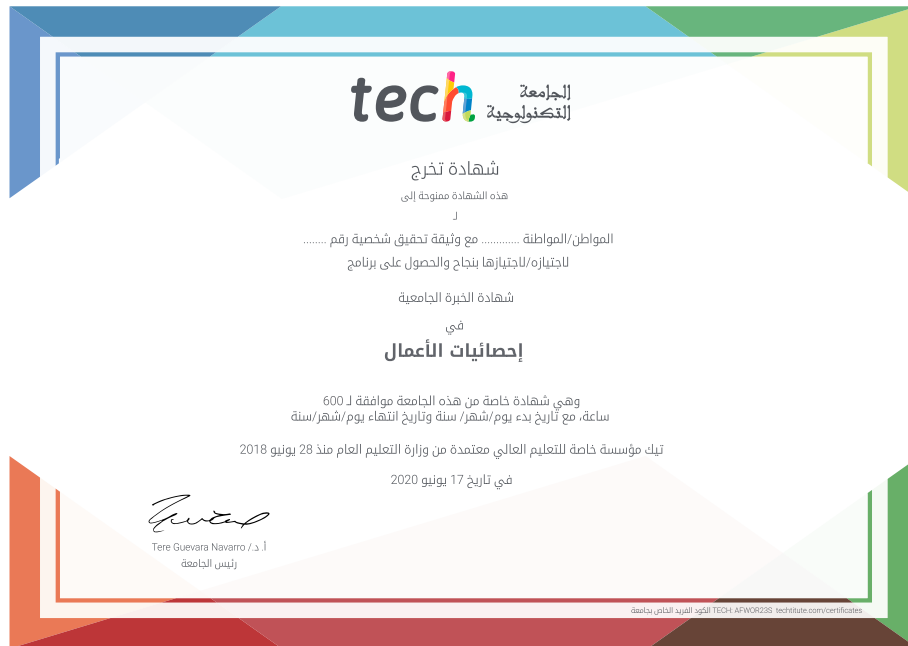 tech
الجامعة
التكنولوجية
شهادة تخرج
هذه الشهادة ممنوحة إلى
لـ
المواطن/المواطنة ............ مع وثيقة تحقيق شخصية رقم ........
لاجتيازه/لاجتيازها بنجاح والحصول على برنامج
شهادة الخبرة الجامعية
في
إحصائيات الأعمال
وهي شهادة خاصة من هذه الجامعة موافقة لـ 600
ساعة، مع تاريخ بدء يوم/شهر/ سنة وتاريخ انتهاء يوم/شهر/سنة
تيك مؤسسة خاصة للتعليم العالي معتمدة من وزارة التعليم العام منذ 28 يونيو 2018
في تاريخ 17 يونيو 2020
أ. د./ Tere Guevara Navarro
رئيس الجامعة
الكود الفريد الخاص بجامعة TECH: AFWOR23S techtitute.com/certificates